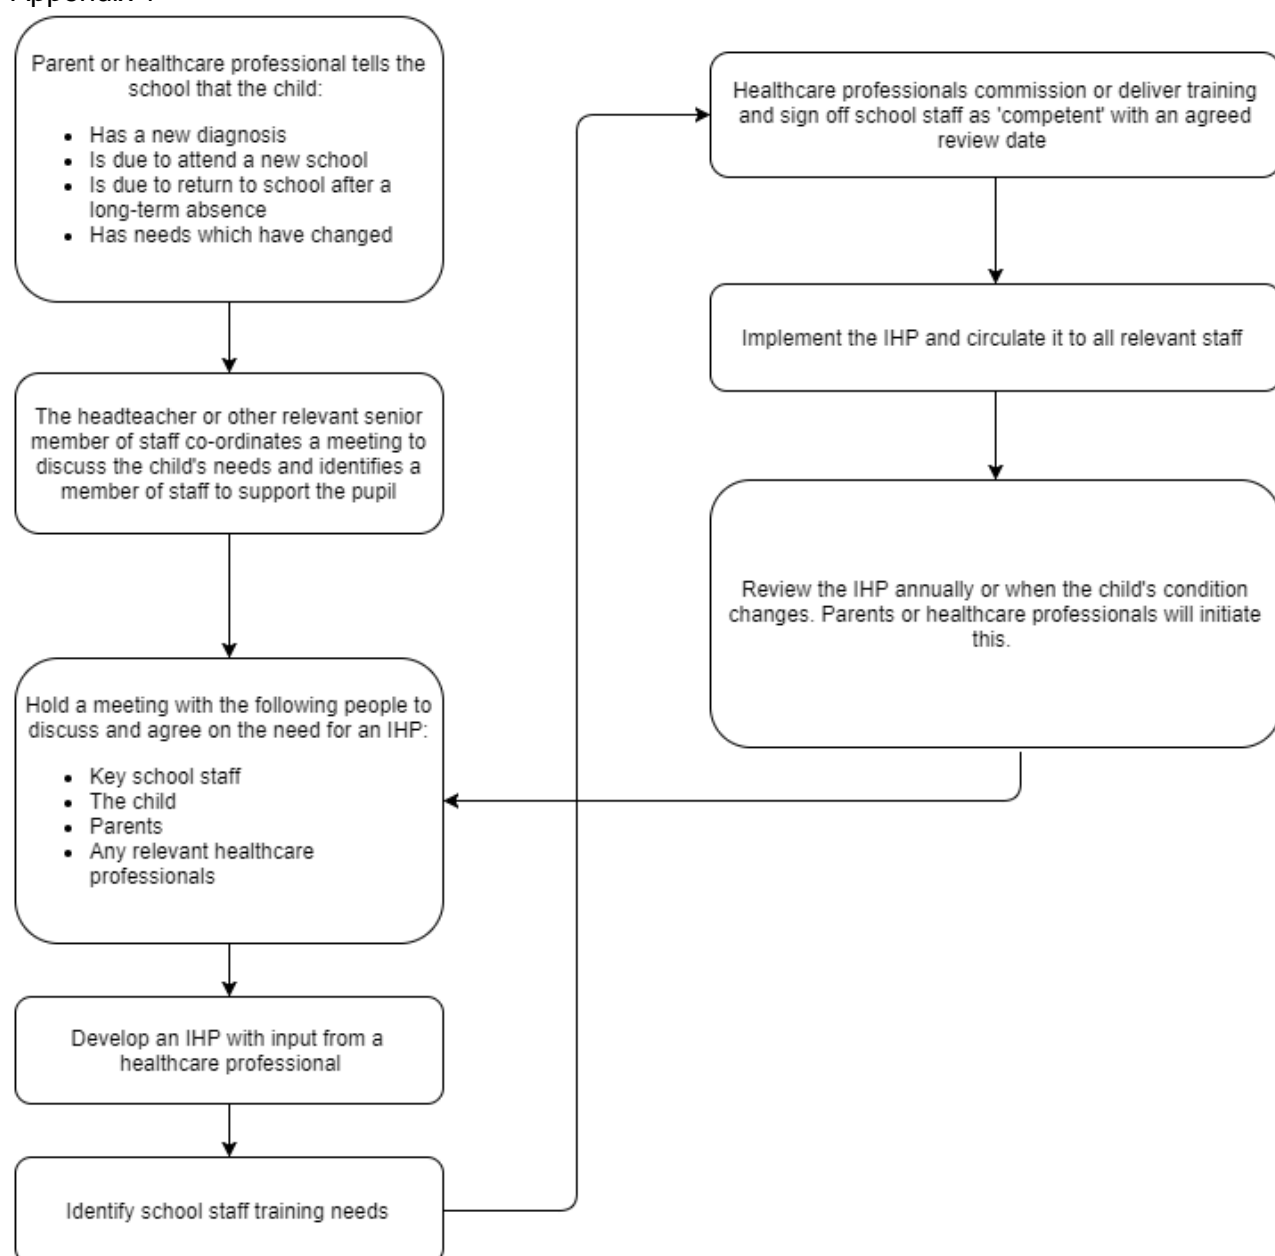 Parent or healthcare professional tells the
school that the child:
• Has a new diagnosis
• Is due to attend a new school
• Is due to return to school after a
long-term absence
• Has needs which have changed
The headteacher or other relevant senior
member of staff co-ordinates a meeting to
discuss the child's needs and identifies a
member of staff to support the pupil
Hold a meeting with the following people to
discuss and agree on the need for an IHP:
• Key school staff
• The child
• Parents
• Any relevant healthcare
professionals
Develop an IHP with input from a
healthcare professional
Identify school staff training needs
Healthcare professionals commission or deliver training
and sign off school staff as 'competent' with an agreed
review date
Implement the IHP and circulate it to all relevant staff
Review the IHP annually or when the child's condition
changes. Parents or healthcare professionals will initiate
this.